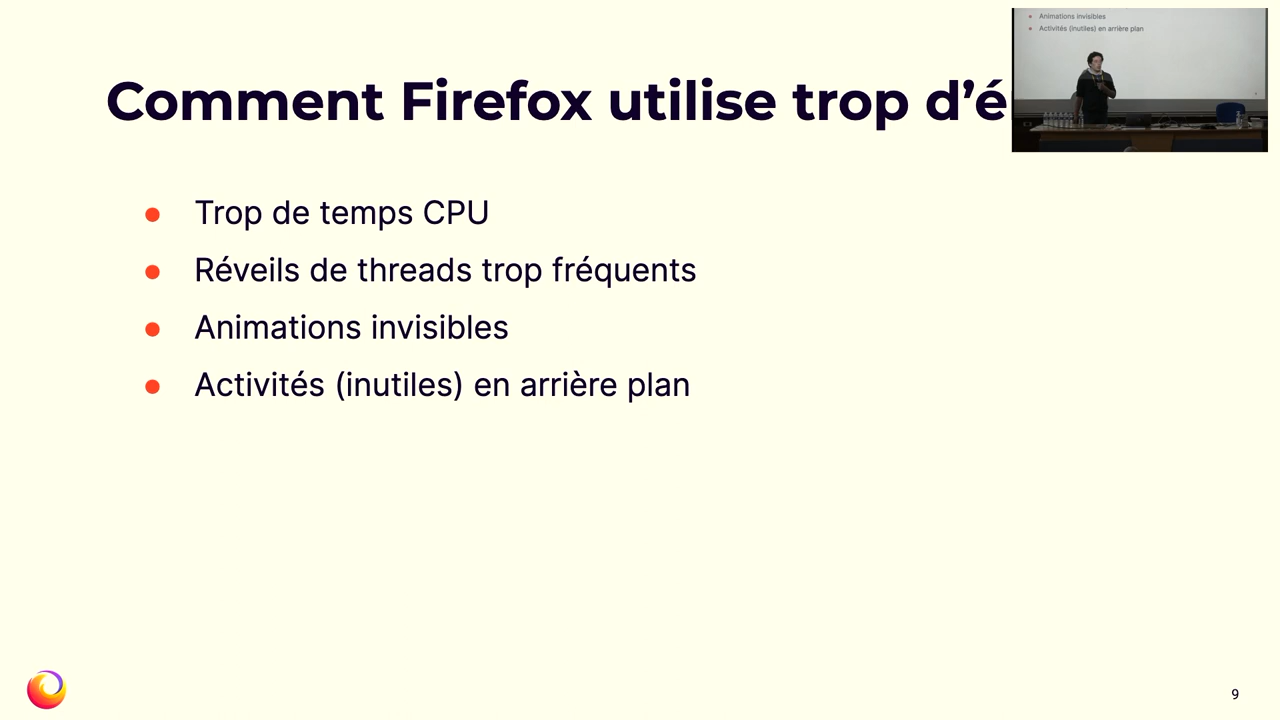 Comment Firefox utilise trop d’é
Trop de temps CPU
Réveils de threads trop fréquents
Animations invisibles
Activités (inutiles) en arrière plan
Animations invisibles
Activités (inutiles) en arrière plan
9